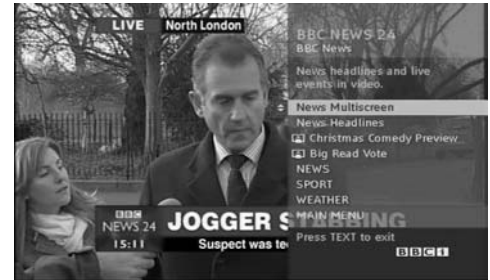 LIVE North London
BBC NEWS 24
BBC News
News headlines and live
events in video.
News Multiscreen
News Headlines
Christmas Comedy Preview
Big Read Vote
NEWS
SPORT
WEATHER
MAIN MENU
Press TEXT to exit
BBCi
BBC
NEWS 24
15:11
JOGGER STABBING
Suspect was